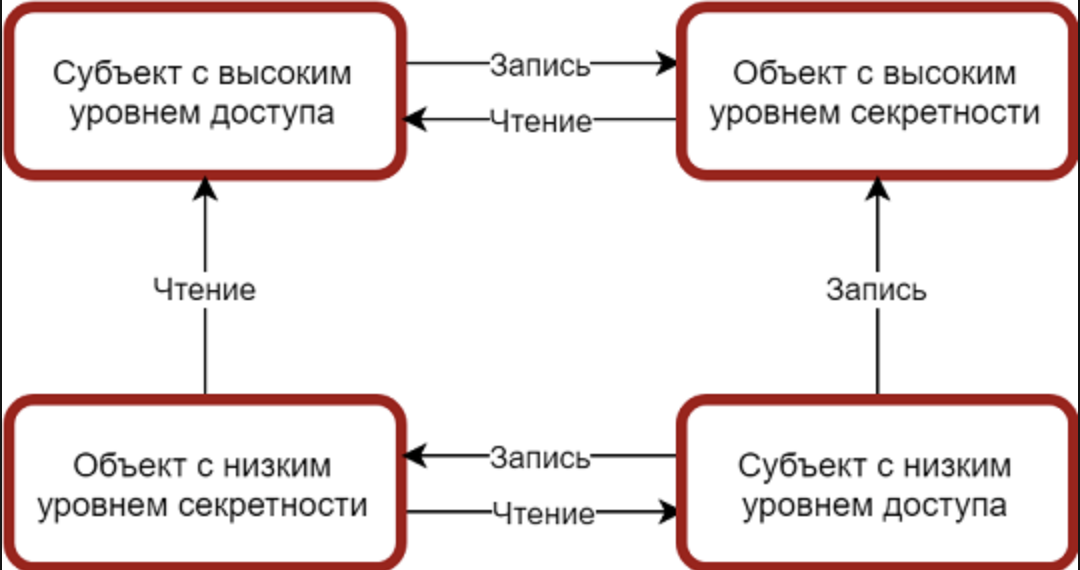 Субъект с высоким
уровнем доступа
Запись
Чтение
Объект с высоким
уровнем секретности
Чтение
Запись
Объект с низким
уровнем секретности
Запись
Чтение
Субъект с низким
уровнем доступа